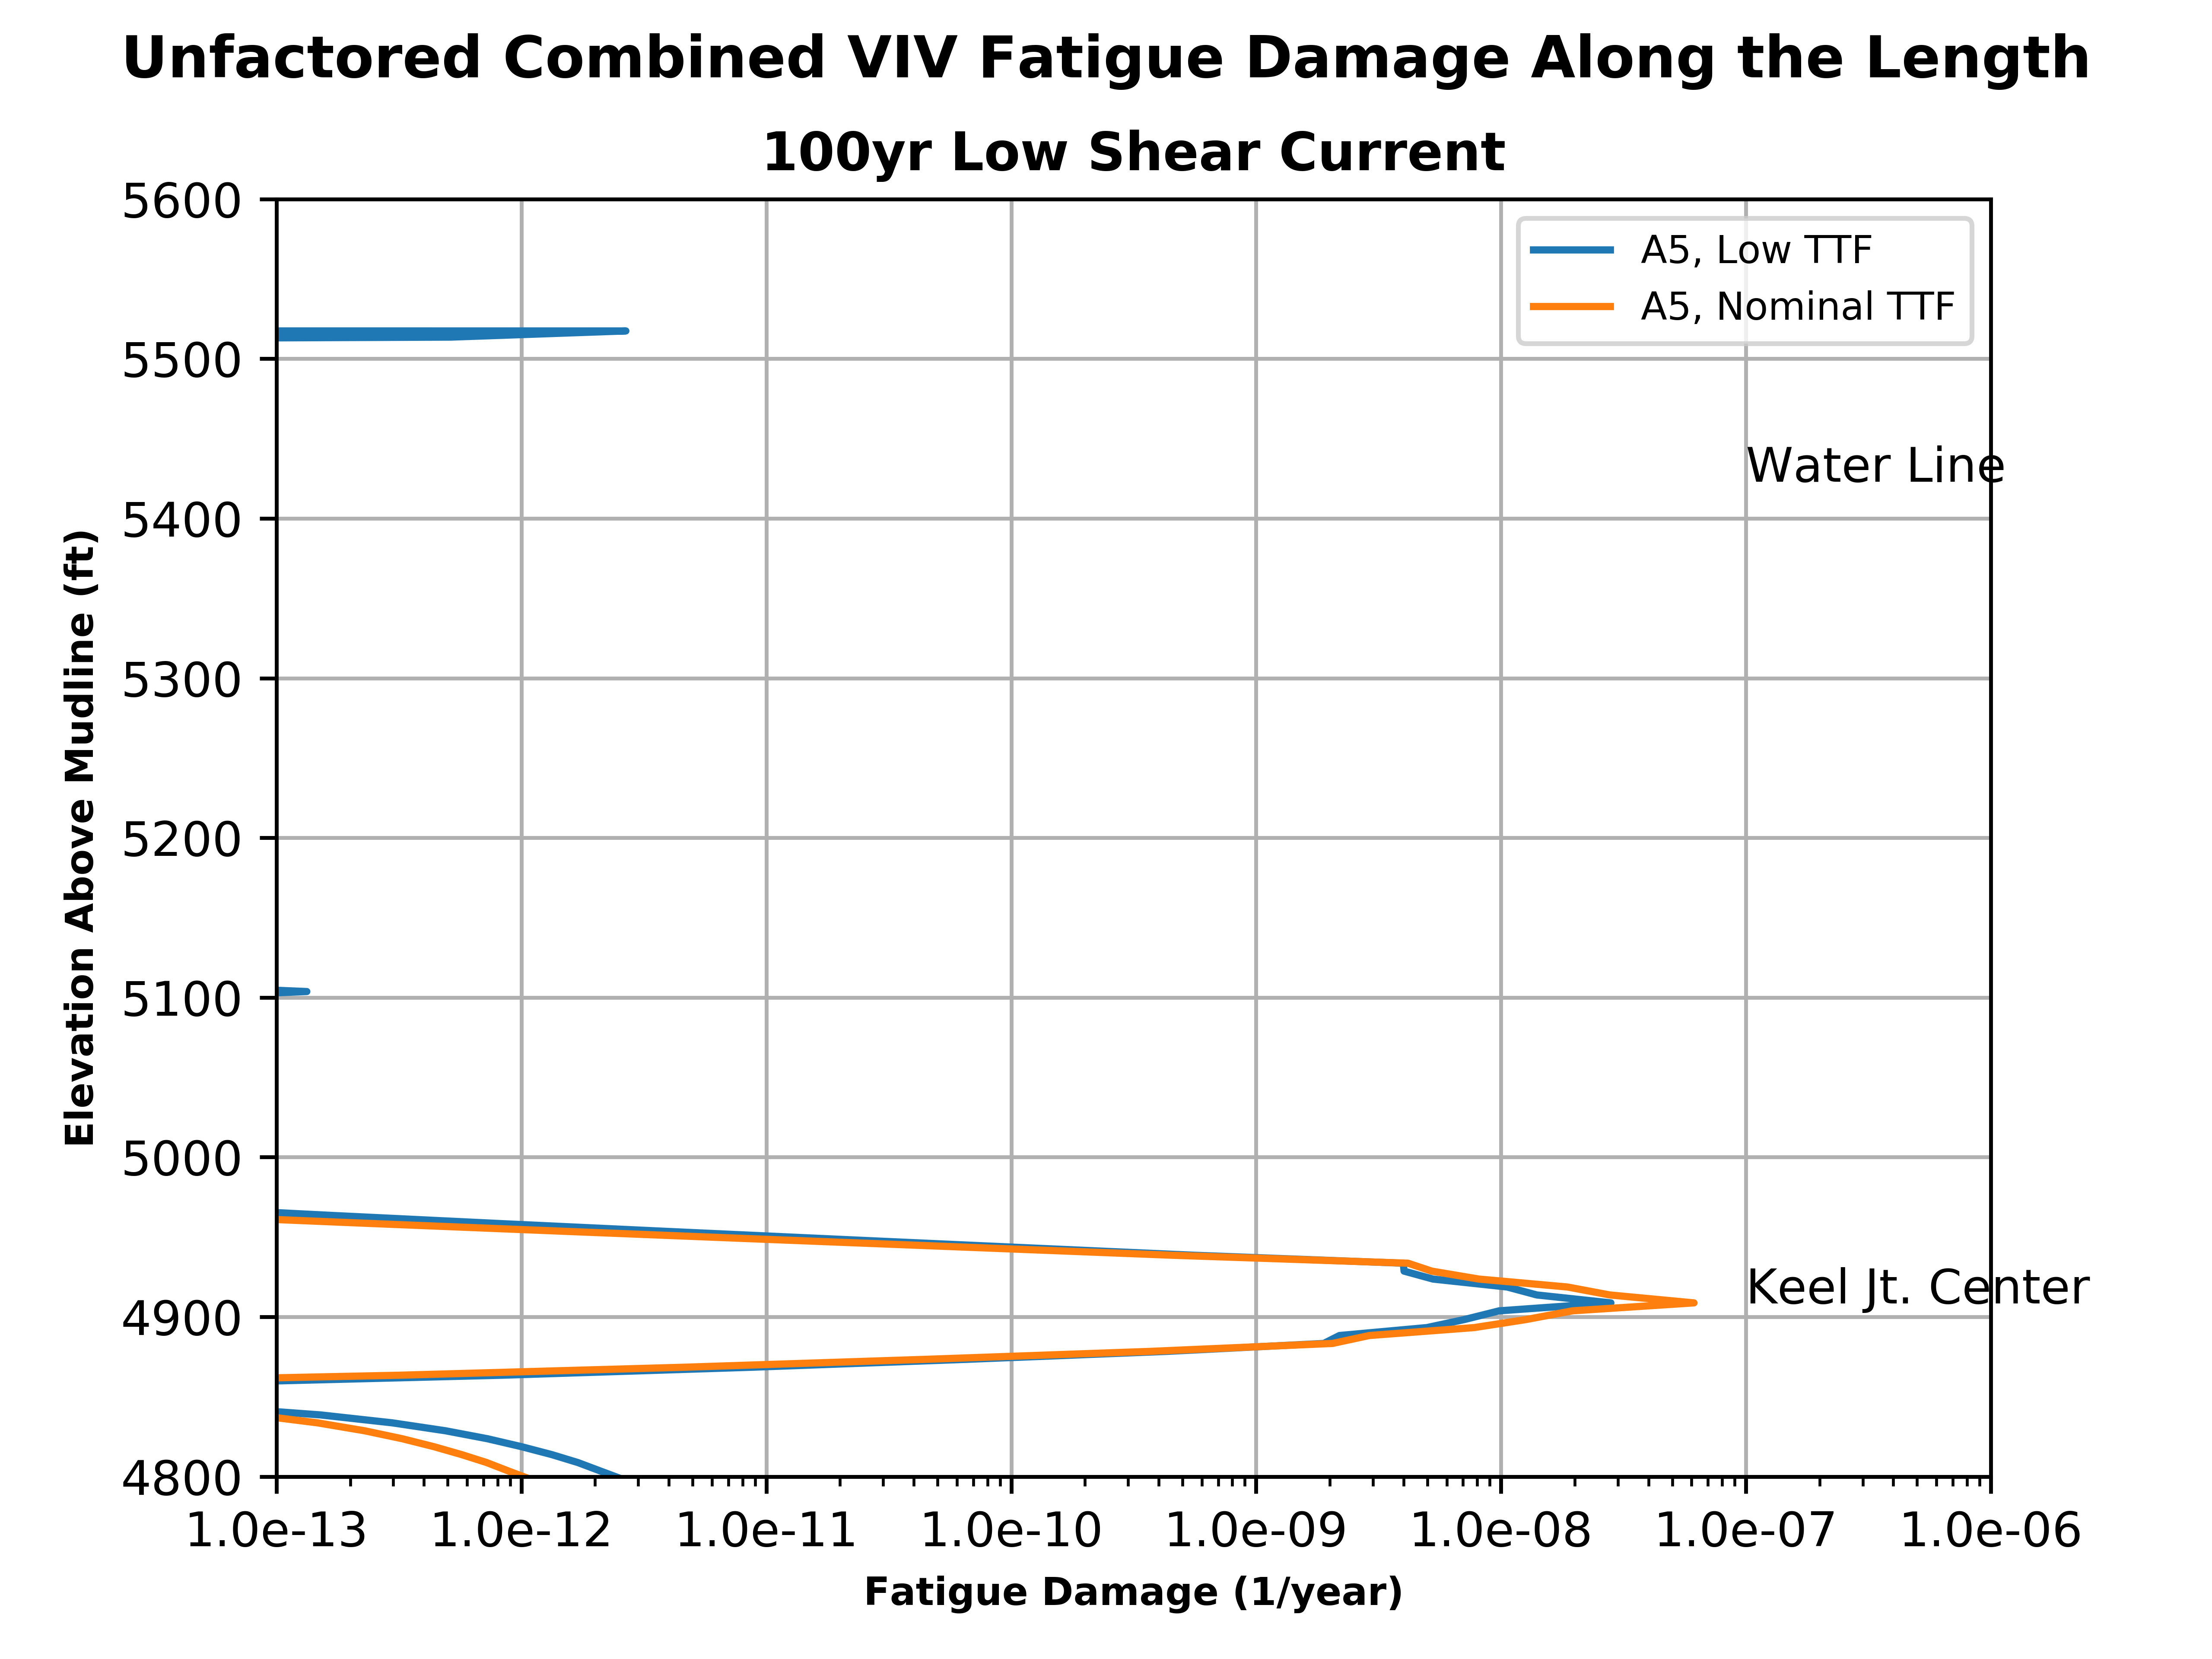 Unfactored Combined VIV Fatigue Damage Along the Length
100yr Low Shear Current
5600
5500
5400
5300
5200
5100
5000
4900
4800
Elevation Above Mudline (ft)
A5, Low TTF
A5, Nominal TTF
Water Line
Keel Jt. Center
1.0e-13 1.0e-12 1.0e-11 1.0e-10 1.0e-09 1.0e-08 1.0e-07 1.0e-06
Fatigue Damage (1/year)